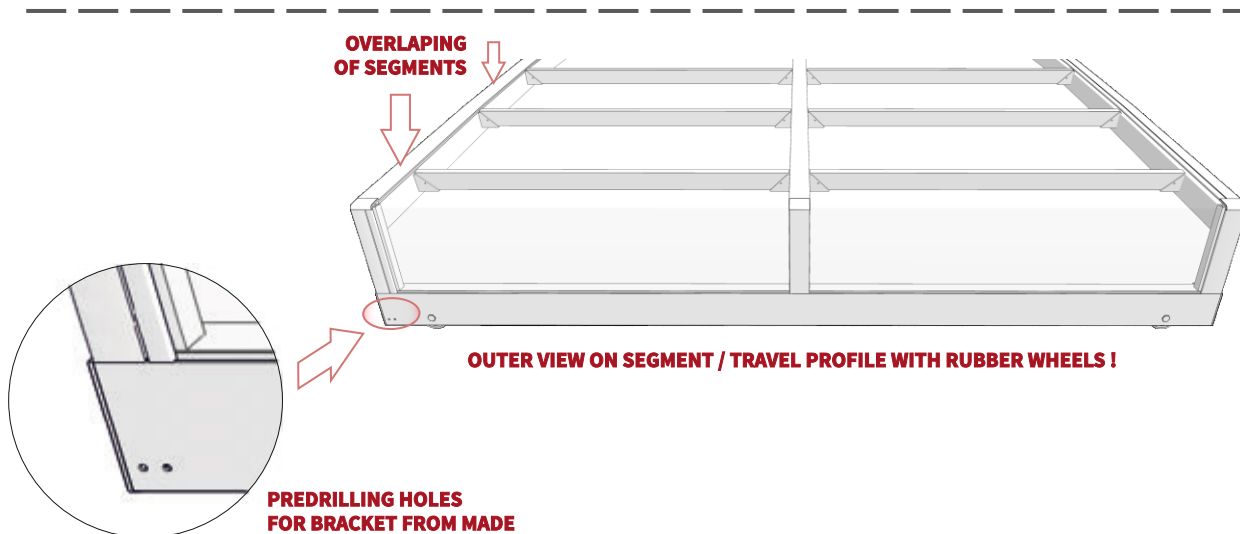 OVERLAPING
OF SEGMENTS
OUTER VIEW ON SEGMENT / TRAVEL PROFILE WITH RUBBER WHEELS !
PREDRILLING HOLES
FOR BRACKET FROM MADE